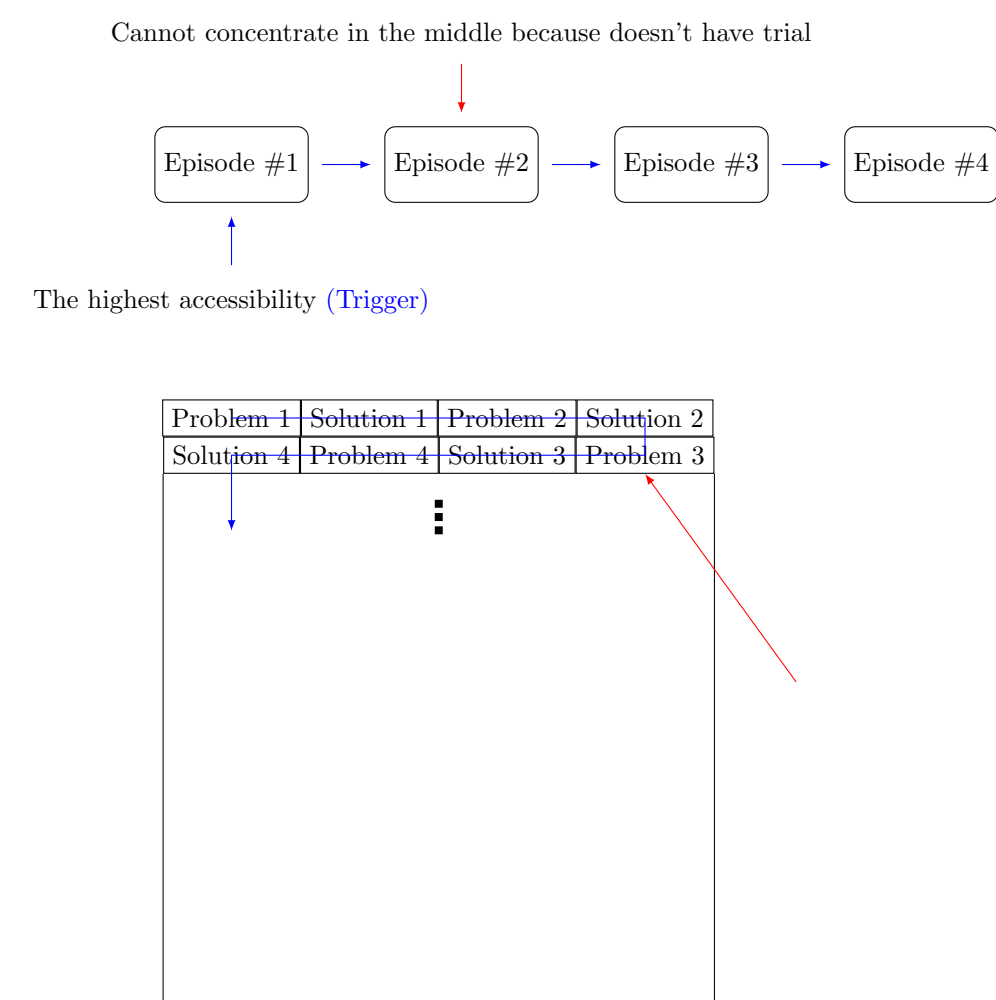 Cannot concentrate in the middle because doesn't have trial
Episode #1 Episode #2 Episode #3 Episode #4
The highest accessibility (Trigger)
Problem 1 Solution 1 Problem 2 Solution 2
Solution 4 Problem 4 Solution 3 Problem 3